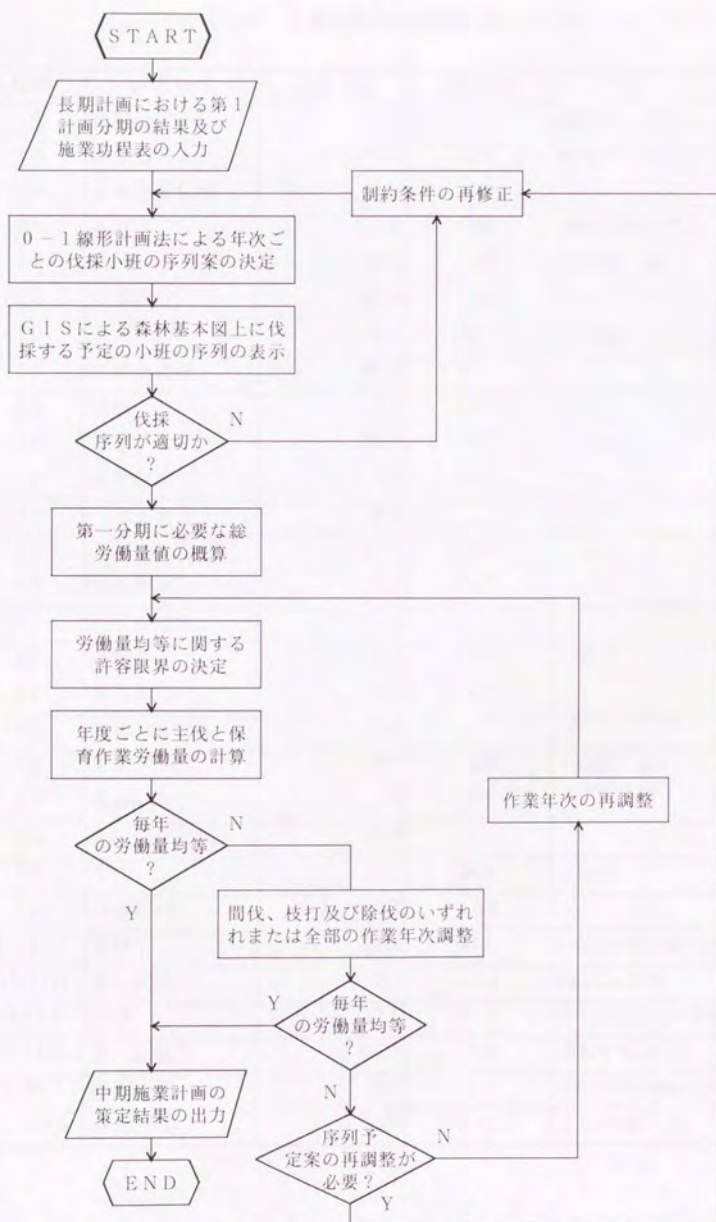 START
長期計画における第1
計画分期の結果及び
施業功程表の入力
制約条件の再修正
0-1線形計画法による年次ご
との伐採小班の序列案の決定
GISによる森林基本図上に伐
採する予定の小班の序列の表示
伐採
序列が適切か
?
N
第一分期に必要な総
労働量値の概算
労働量均等に関する
許容限界の決定
年度ごとに主伐と保
育作業労働量の計算
作業年次の再調整
毎年
の労働量均等
?
N
Y
間伐、枝打及び除伐のいずれ
れまたは全部の作業年次調整
毎年
の労働量均等
?
Y
N
中期施業計画の
策定結果の出力
序列予
定案の再調整が
必要?
N
Y
END